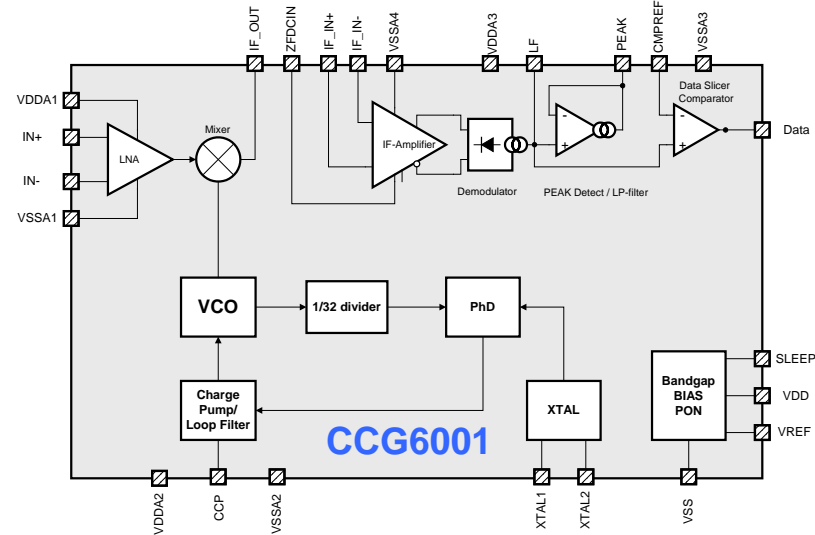 IF_OUT
ZFDCIN
IF_IN+
IF_IN-
VSSA4
VDDA3
LF
PEAK
CMPREF
VSSA3
VDDA1
IN+
IN-
VSSA1
LNA
Mixer
IF-Amplifier
Demodulator
PEAK Detect / LP-filter
Data Slicer
Comparator
-
+
-
+
Data
VCO
1/32 divider
PhD
Charge
Pump/
Loop Filter
XTAL
Bandgap
BIAS
PON
SLEEP
VDD
VREF
CCG6001
VDDA2
CCP
VSSA2
XTAL1
XTAL2
VSS